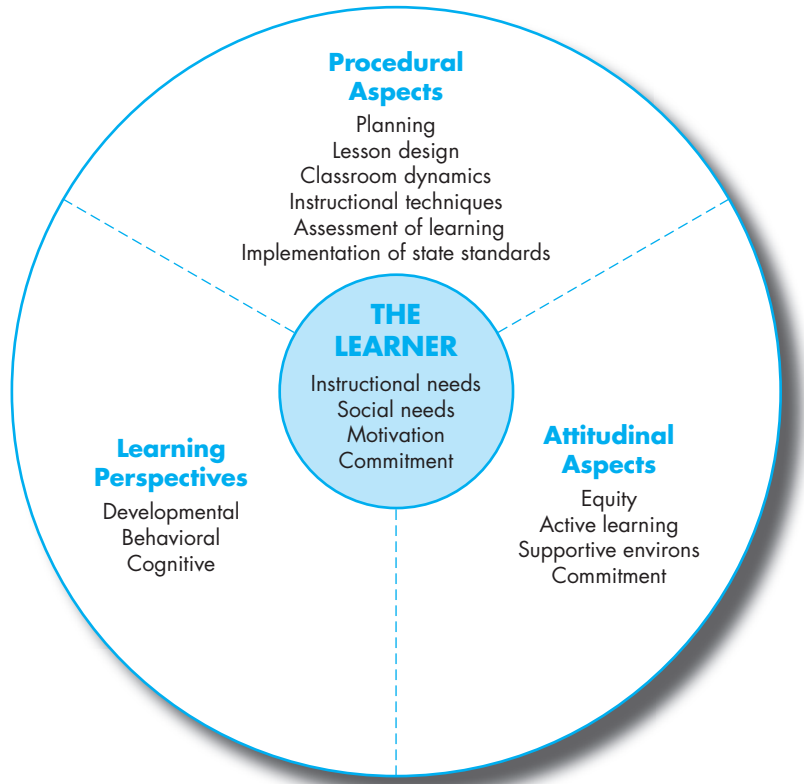 Procedural
Aspects
Planning
Lesson design
Classroom dynamics
Instructional techniques
Assessment of learning
Implementation of state standards
THE
LEARNER
Instructional needs
Social needs
Motivation
Commitment
Learning
Perspectives
Developmental
Behavioral
Cognitive
Attitudinal
Aspects
Equity
Active learning
Supportive environs
Commitment